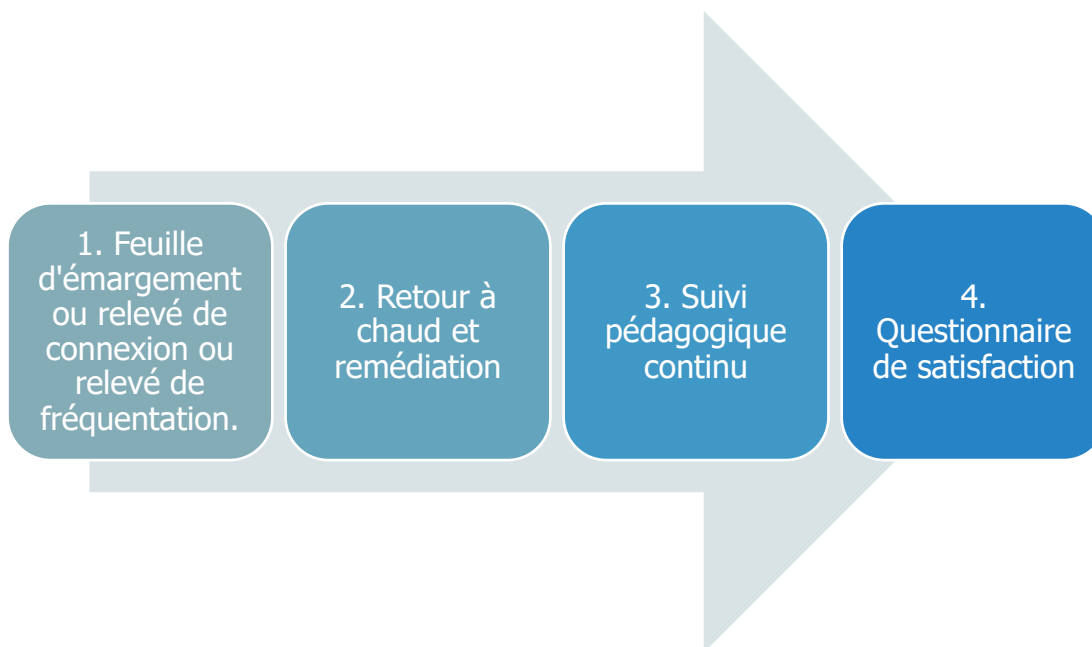 1. Feuille
d'émargement
ou relevé de
connexion ou
relevé de
fréquentation.
2. Retour à
chaud et
remédiation
3. Suivi
pédagogique
continu
4.
Questionnaire
de satisfaction